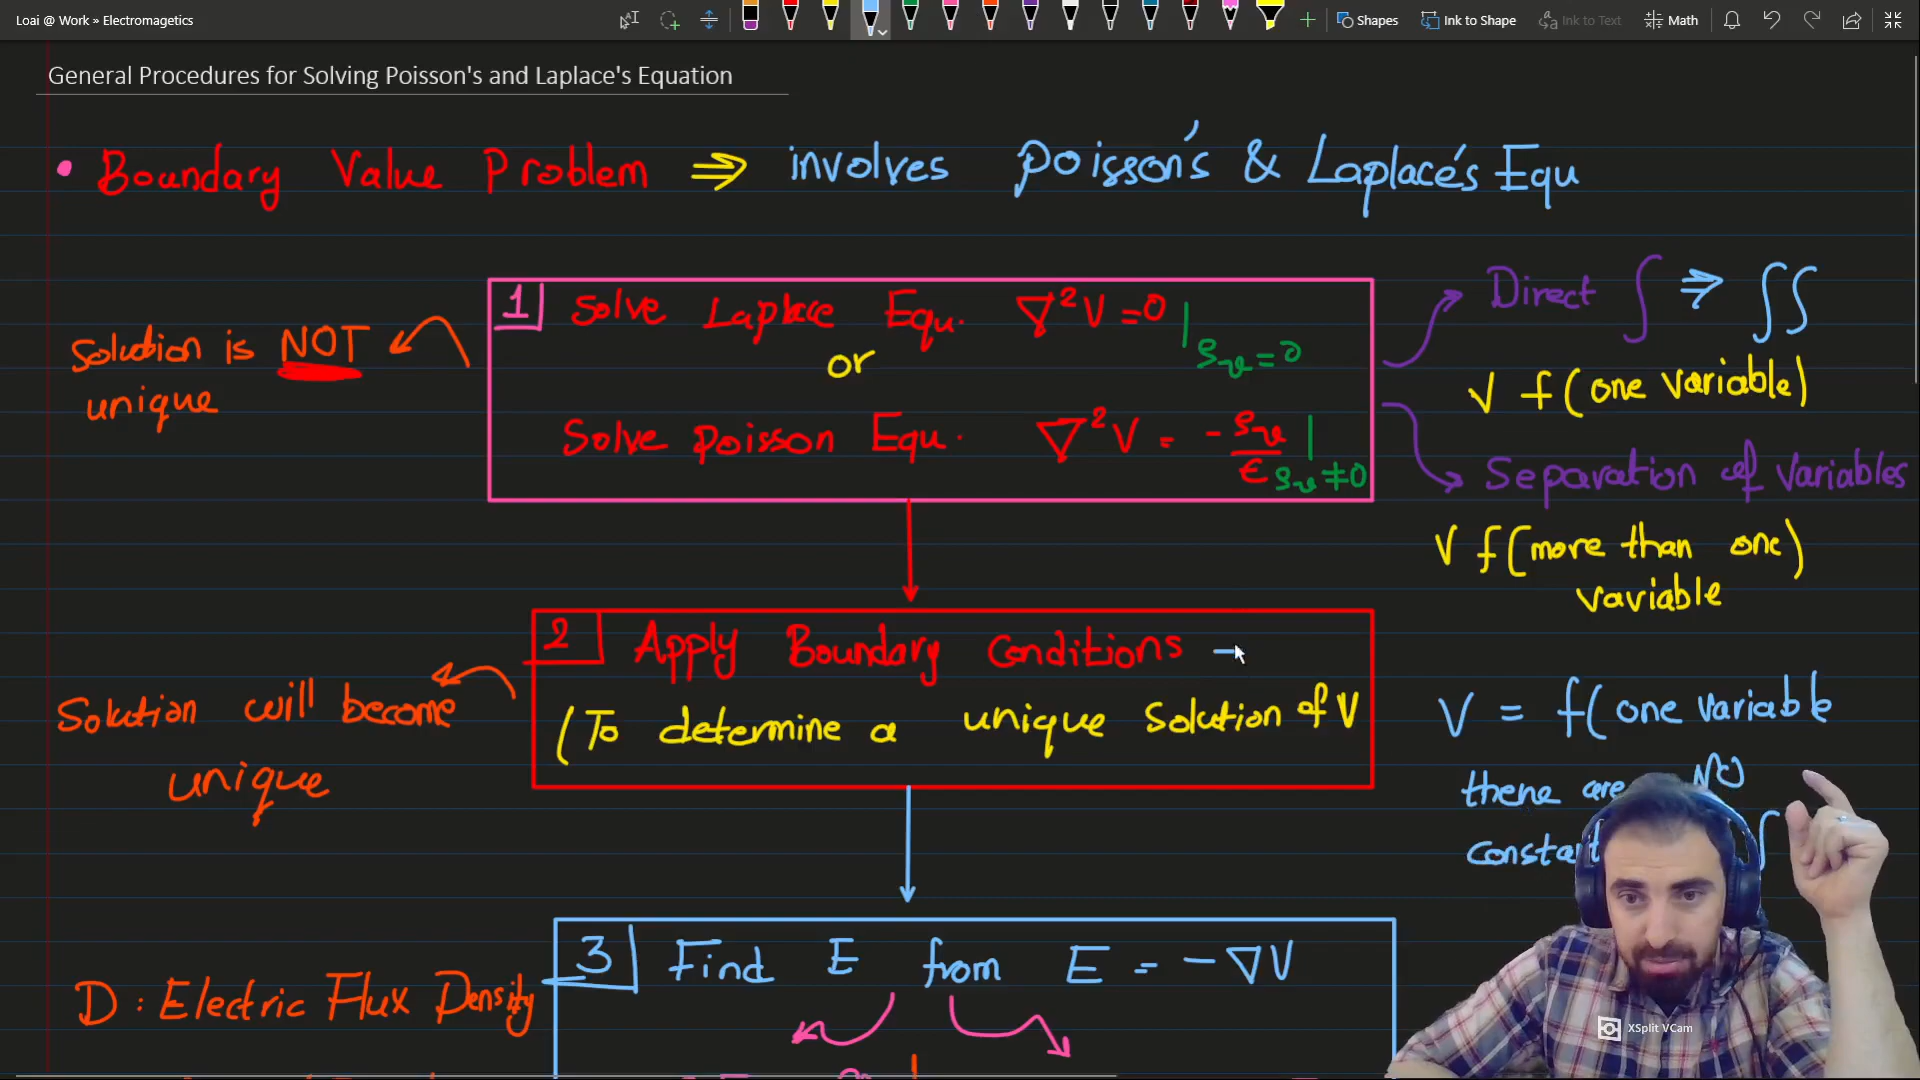 Loai @ Work » Electromagetics
Shapes
Ink to Shape
Ink to Text
Math
General Procedures for Solving Poisson's and Laplace's Equation
• Boundary Value Problem ⇒ involves Poisson's & Laplace's Equ
1 Solve Laplace Equ. ∇²V = 0 | ρv = 0
or
Solve Poisson Equ. ∇²V = -ρv/ε | ρv ≠ 0
Solution is NOT
unique
Direct ∫ ⇒ ∫∫
V f(one variable)
Separation of Variables
V f(more than one)
variable
2 Apply Boundary Conditions -
(To determine a unique solution of V
Solution will become
unique
V = f(one variable
there are No
∫
3 Find E from E = -∇V
D : Electric Flux Density
XSplit VCam